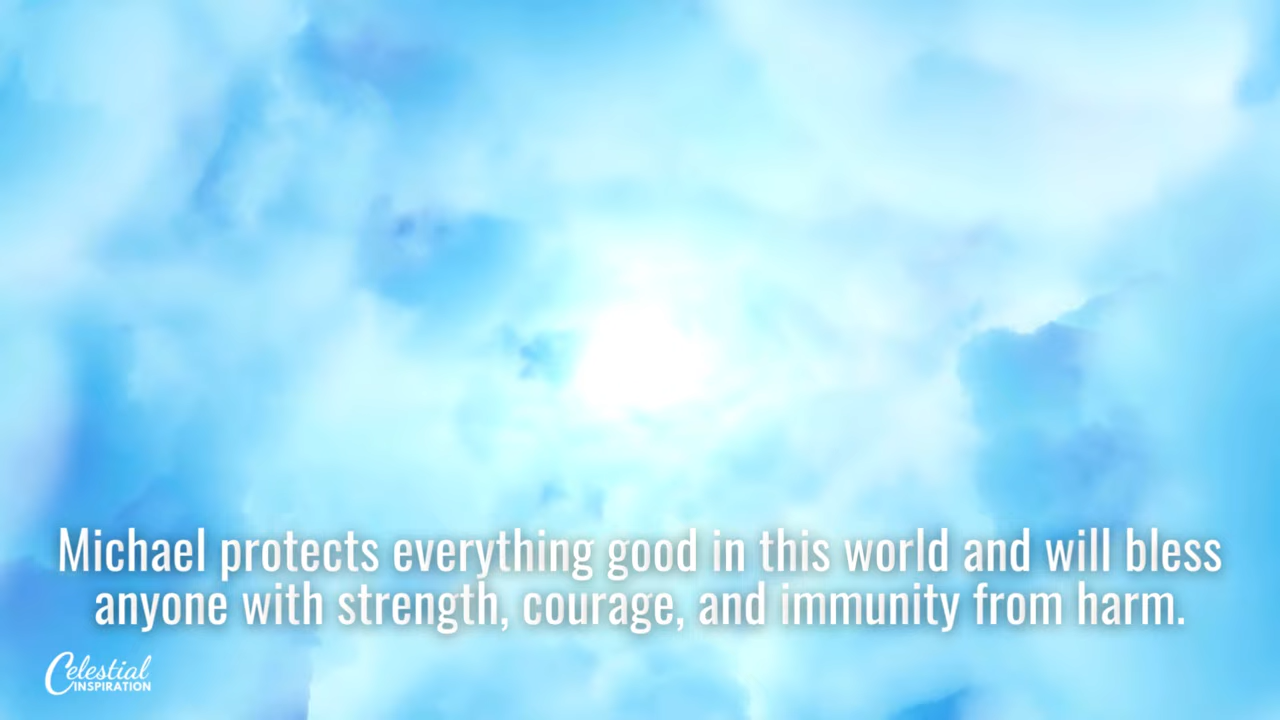 Michael protects everything good in this world and will bless
anyone with strength, courage, and immunity from harm.
Celestial
INSPIRATION